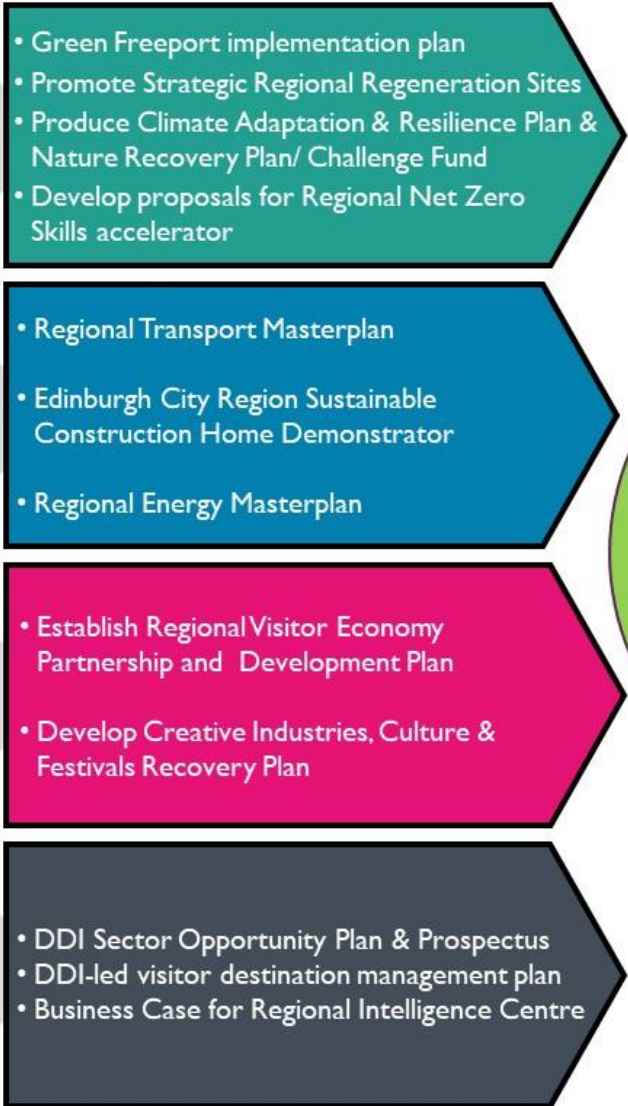 • Green Freeport implementation plan
• Promote Strategic Regional Regeneration Sites
• Produce Climate Adaptation & Resilience Plan &
Nature Recovery Plan/ Challenge Fund
• Develop proposals for Regional Net Zero
Skills accelerator
• Regional Transport Masterplan
• Edinburgh City Region Sustainable
Construction Home Demonstrator
• Regional Energy Masterplan
• Establish Regional Visitor Economy
Partnership and Development Plan
• Develop Creative Industries, Culture &
Festivals Recovery Plan
• DDI Sector Opportunity Plan & Prospectus
• DDI-led visitor destination management plan
• Business Case for Regional Intelligence Centre